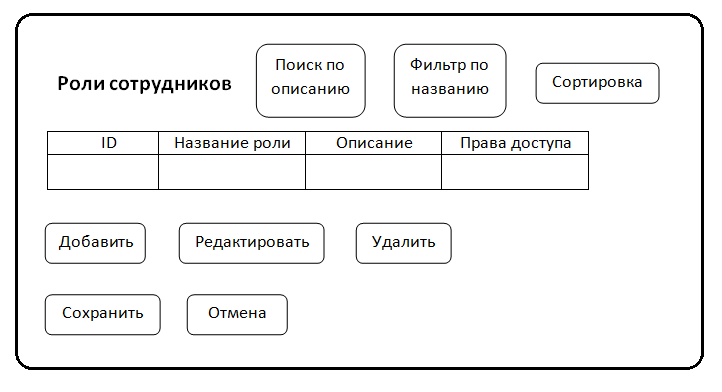 Роли сотрудников
Поиск по
описанию
Фильтр по
названию
Сортировка
ID Название роли Описание Права доступа
Добавить Редактировать Удалить
Сохранить Отмена